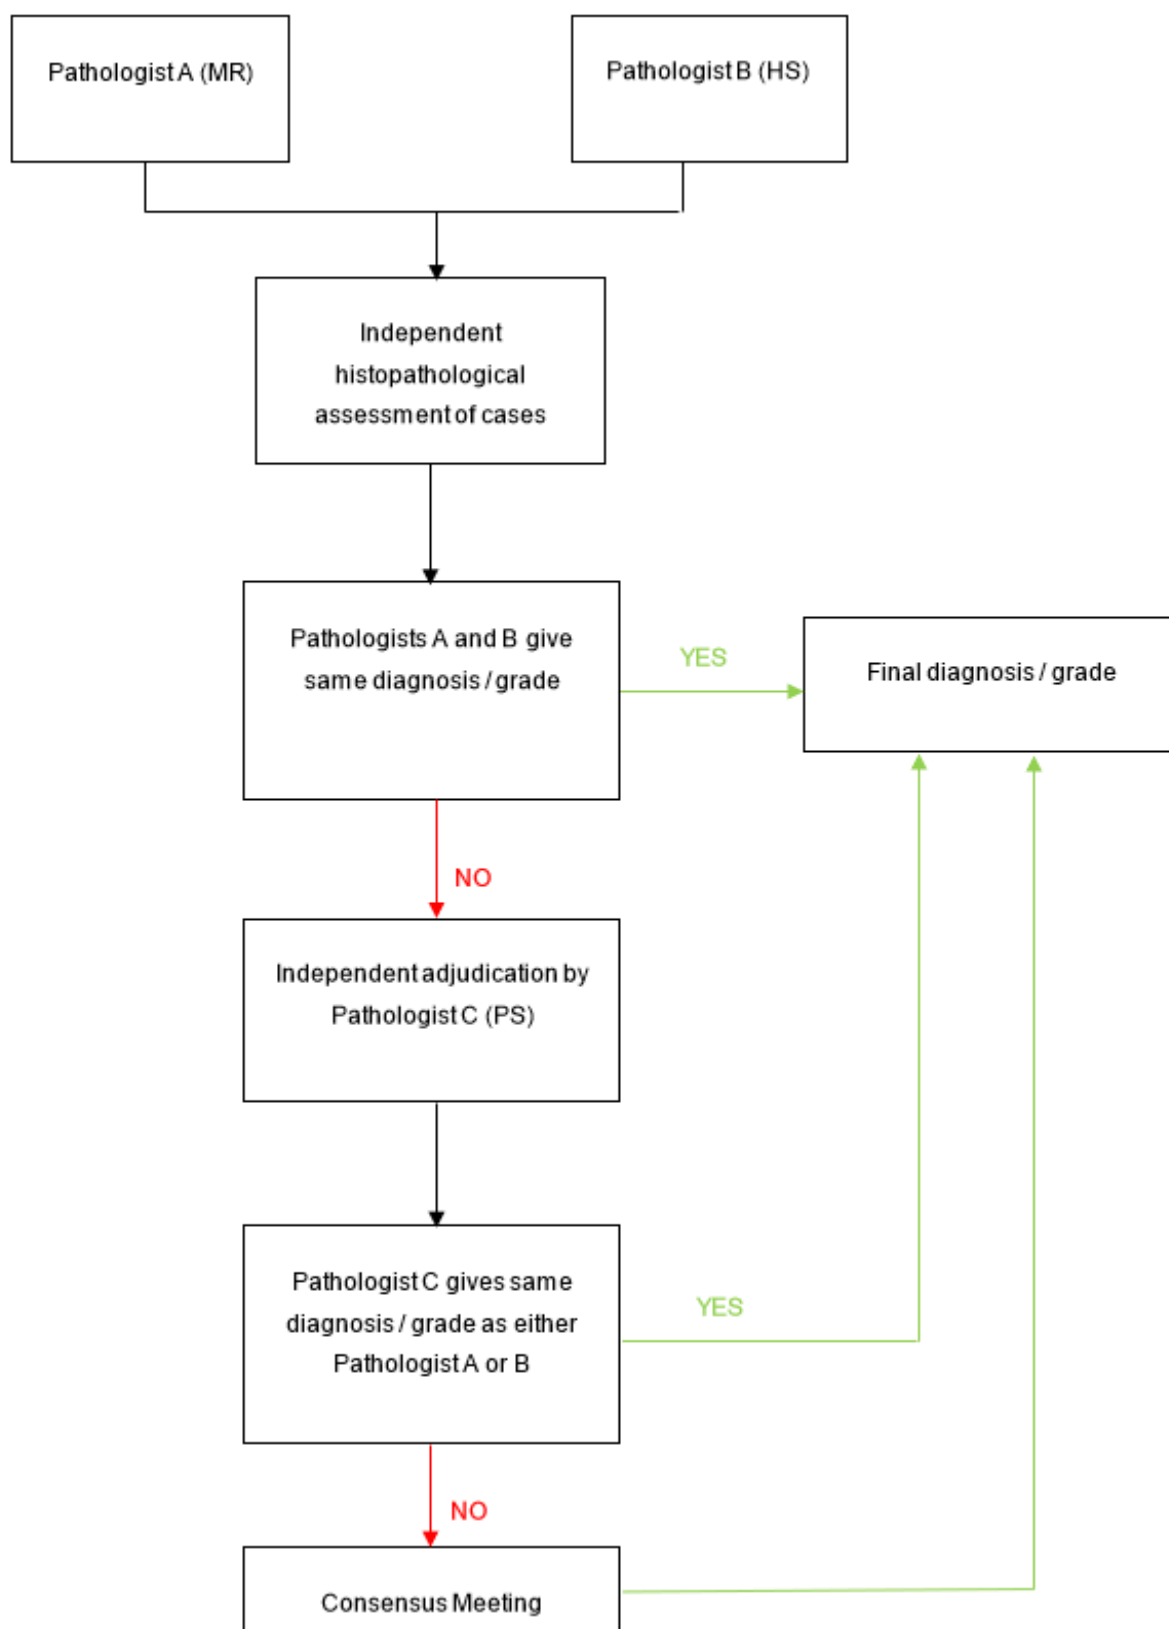 Pathologist A (MR)
Pathologist B (HS)
Independent
histopathological
assessment of cases
Pathologists A and B give
same diagnosis / grade
YES
Final diagnosis / grade
NO
Independent adjudication by
Pathologist C (PS)
Pathologist C gives same
diagnosis / grade as either
Pathologist A or B
YES
NO
Consensus Meeting